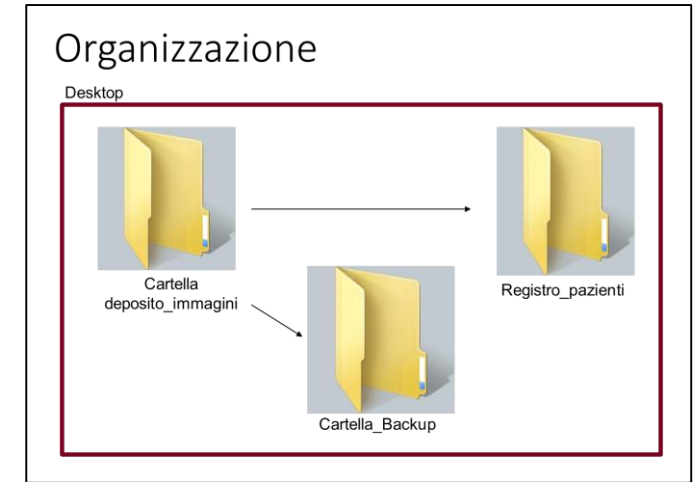 Organizzazione
Desktop
Cartella
deposito_immagini
Registro_pazienti
Cartella_Backup